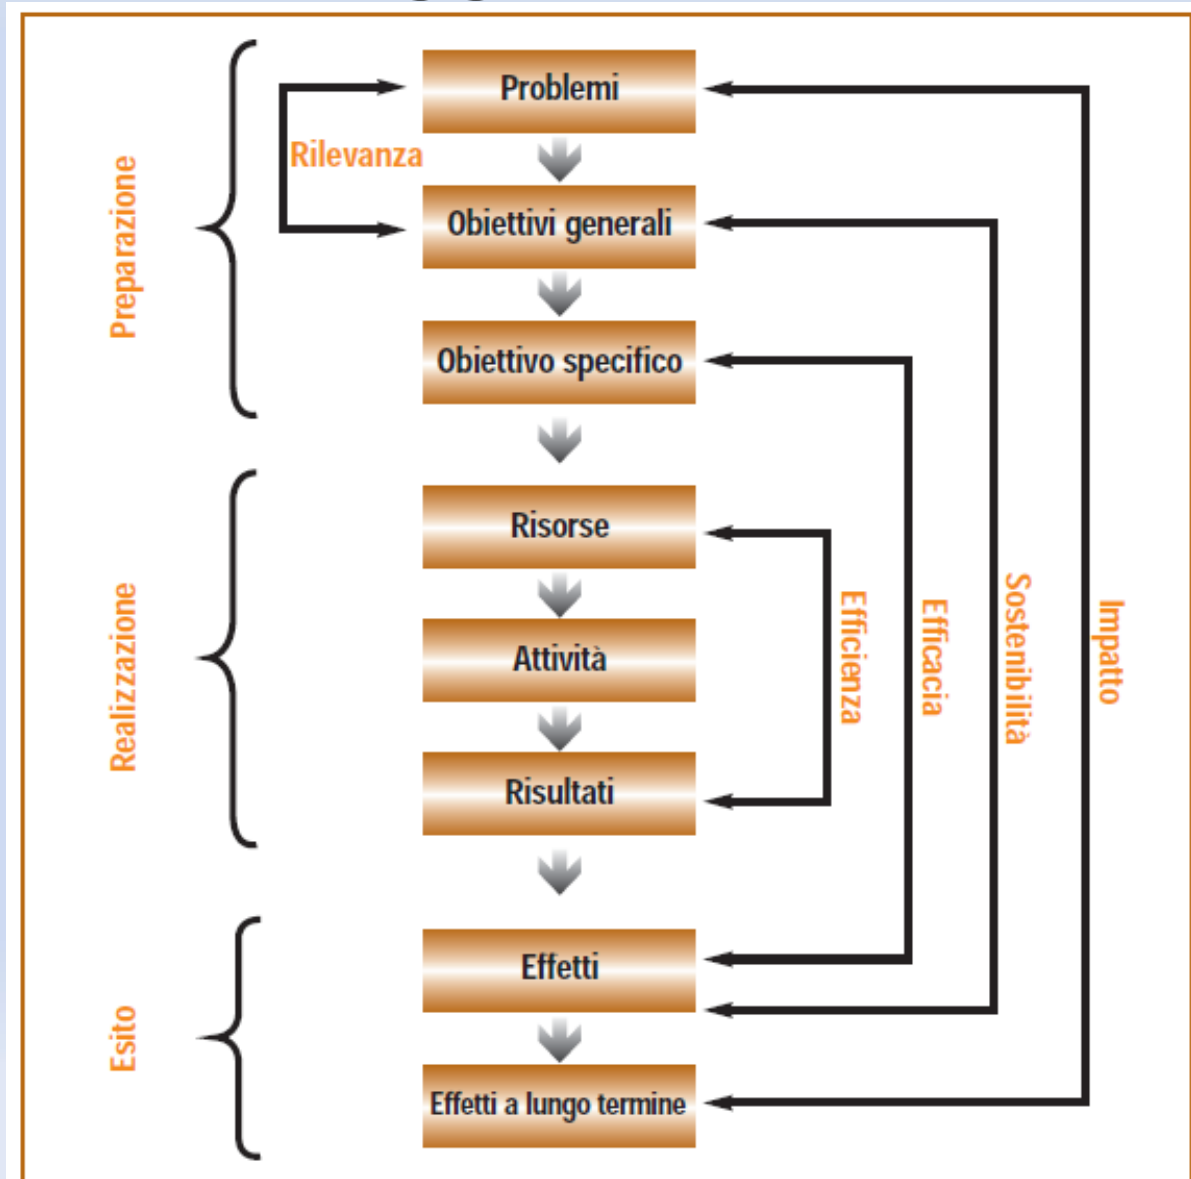 Problemi
Rilevanza
Obiettivi generali
Obiettivo specifico
Preparazione
Risorse
Attività
Risultati
Realizzazione
Efficienza
Efficacia
Sostenibilità
Impatto
Effetti
Effetti a lungo termine
Esito